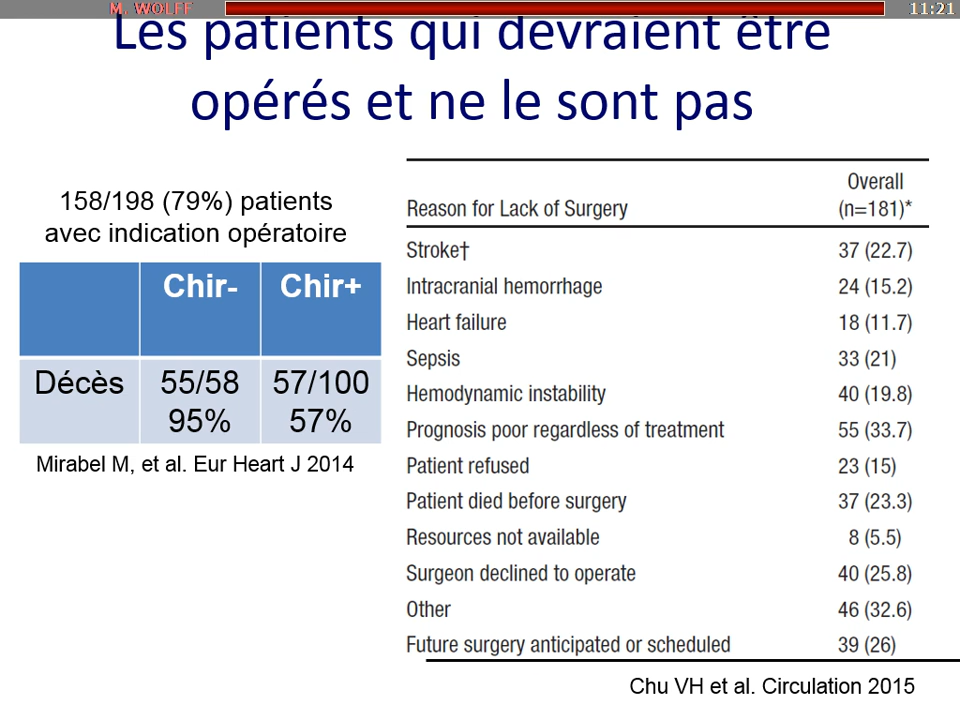 M. WOLFF
11:21
Les patients qui devraient être
opérés et ne le sont pas
158/198 (79%) patients
avec indication opératoire
Chir- Chir+
Décès 55/58 57/100
95% 57%
Mirabel M, et al. Eur Heart J 2014
Overall
Reason for Lack of Surgery (n=181)*
Stroke† 37 (22.7)
Intracranial hemorrhage 24 (15.2)
Heart failure 18 (11.7)
Sepsis 33 (21)
Hemodynamic instability 40 (19.8)
Prognosis poor regardless of treatment 55 (33.7)
Patient refused 23 (15)
Patient died before surgery 37 (23.3)
Resources not available 8 (5.5)
Surgeon declined to operate 40 (25.8)
Other 46 (32.6)
Future surgery anticipated or scheduled 39 (26)
Chu VH et al. Circulation 2015